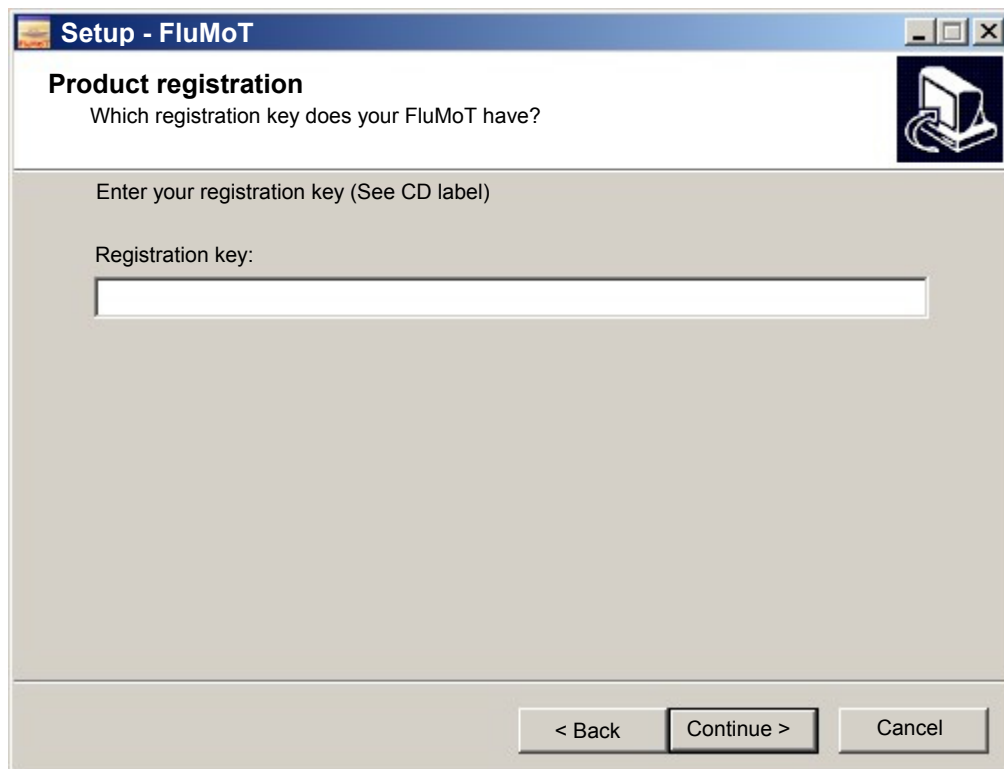 Setup - FluMoT
Product registration
Which registration key does your FluMoT have?
Enter your registration key (See CD label)
Registration key:
< Back
Continue >
Cancel